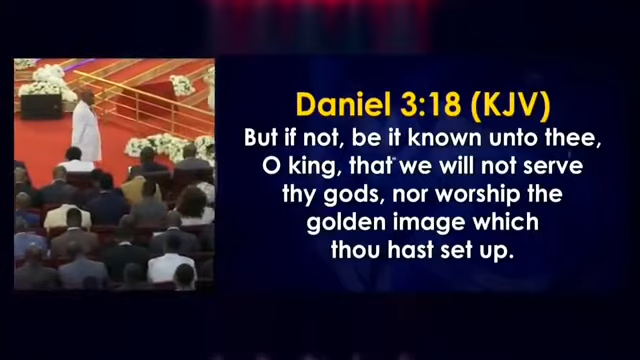 Daniel 3:18 (KJV)
But if not, be it known unto thee,
O king, that we will not serve
thy gods, nor worship the
golden image which
thou hast set up.